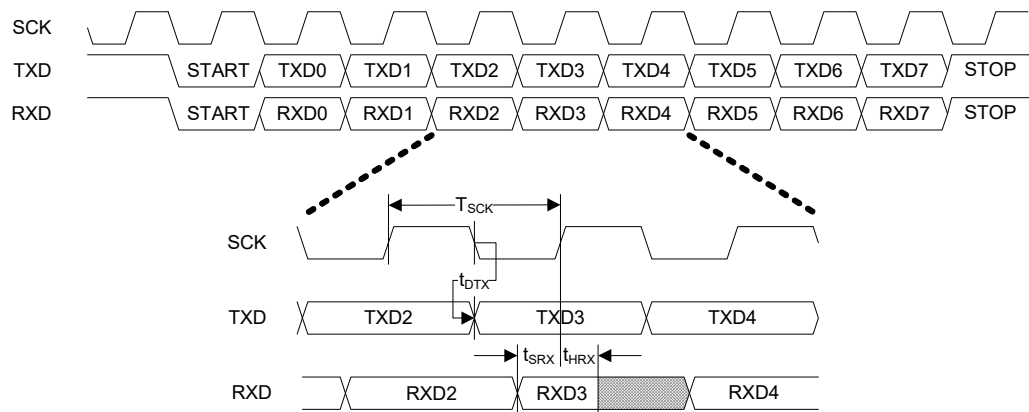 SCK
TXD START TXD0 TXD1 TXD2 TXD3 TXD4 TXD5 TXD6 TXD7 STOP
RXD START RXD0 RXD1 RXD2 RXD3 RXD4 RXD5 RXD6 RXD7 STOP
TSCK
SCK
tDTX
TXD TXD2 TXD3 TXD4
tSRX tHRX
RXD RXD2 RXD3 RXD4